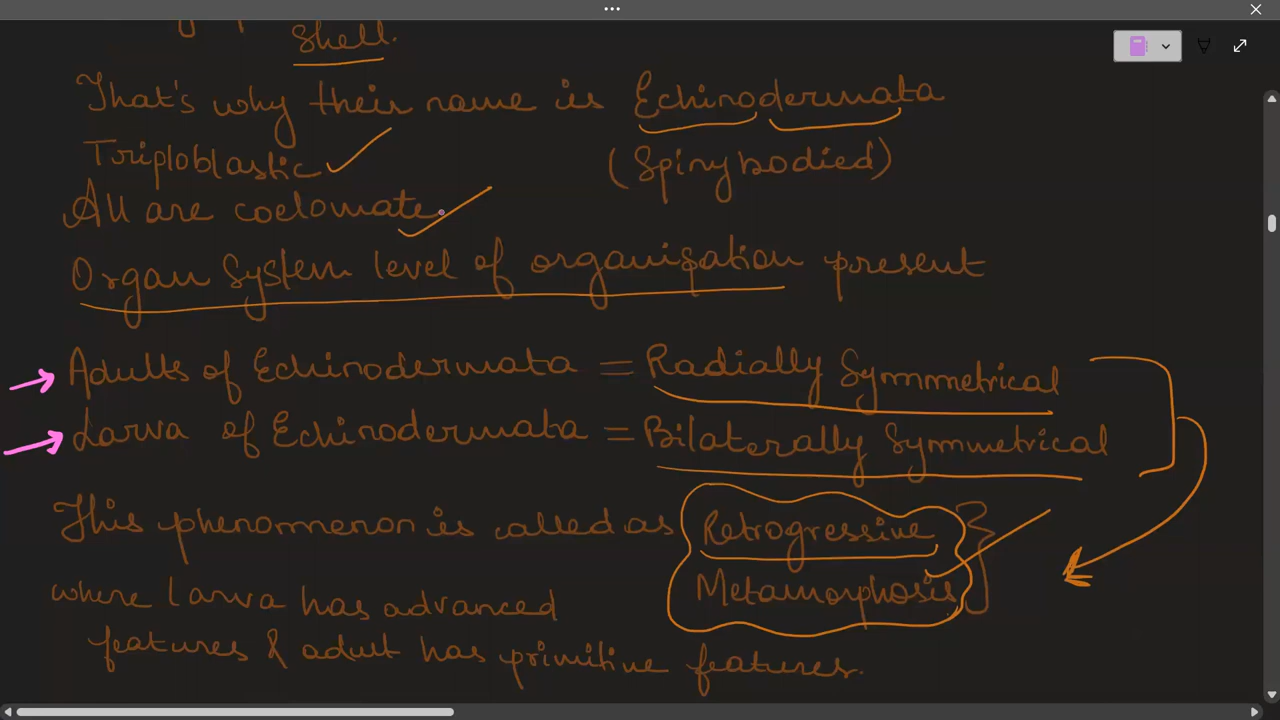 Shell.
That's why their name is Echinodermata
Triploblastic
(Spiny bodied)
All are coelomate
Organ System level of organisation present
Adults of Echinodermata = Radially Symmetrical
Larva of Echinodermata = Bilaterally Symmetrical
This phenomenon is called as Retrogressive
Metamorphosis
where larva has advanced
features & adult has primitive features.